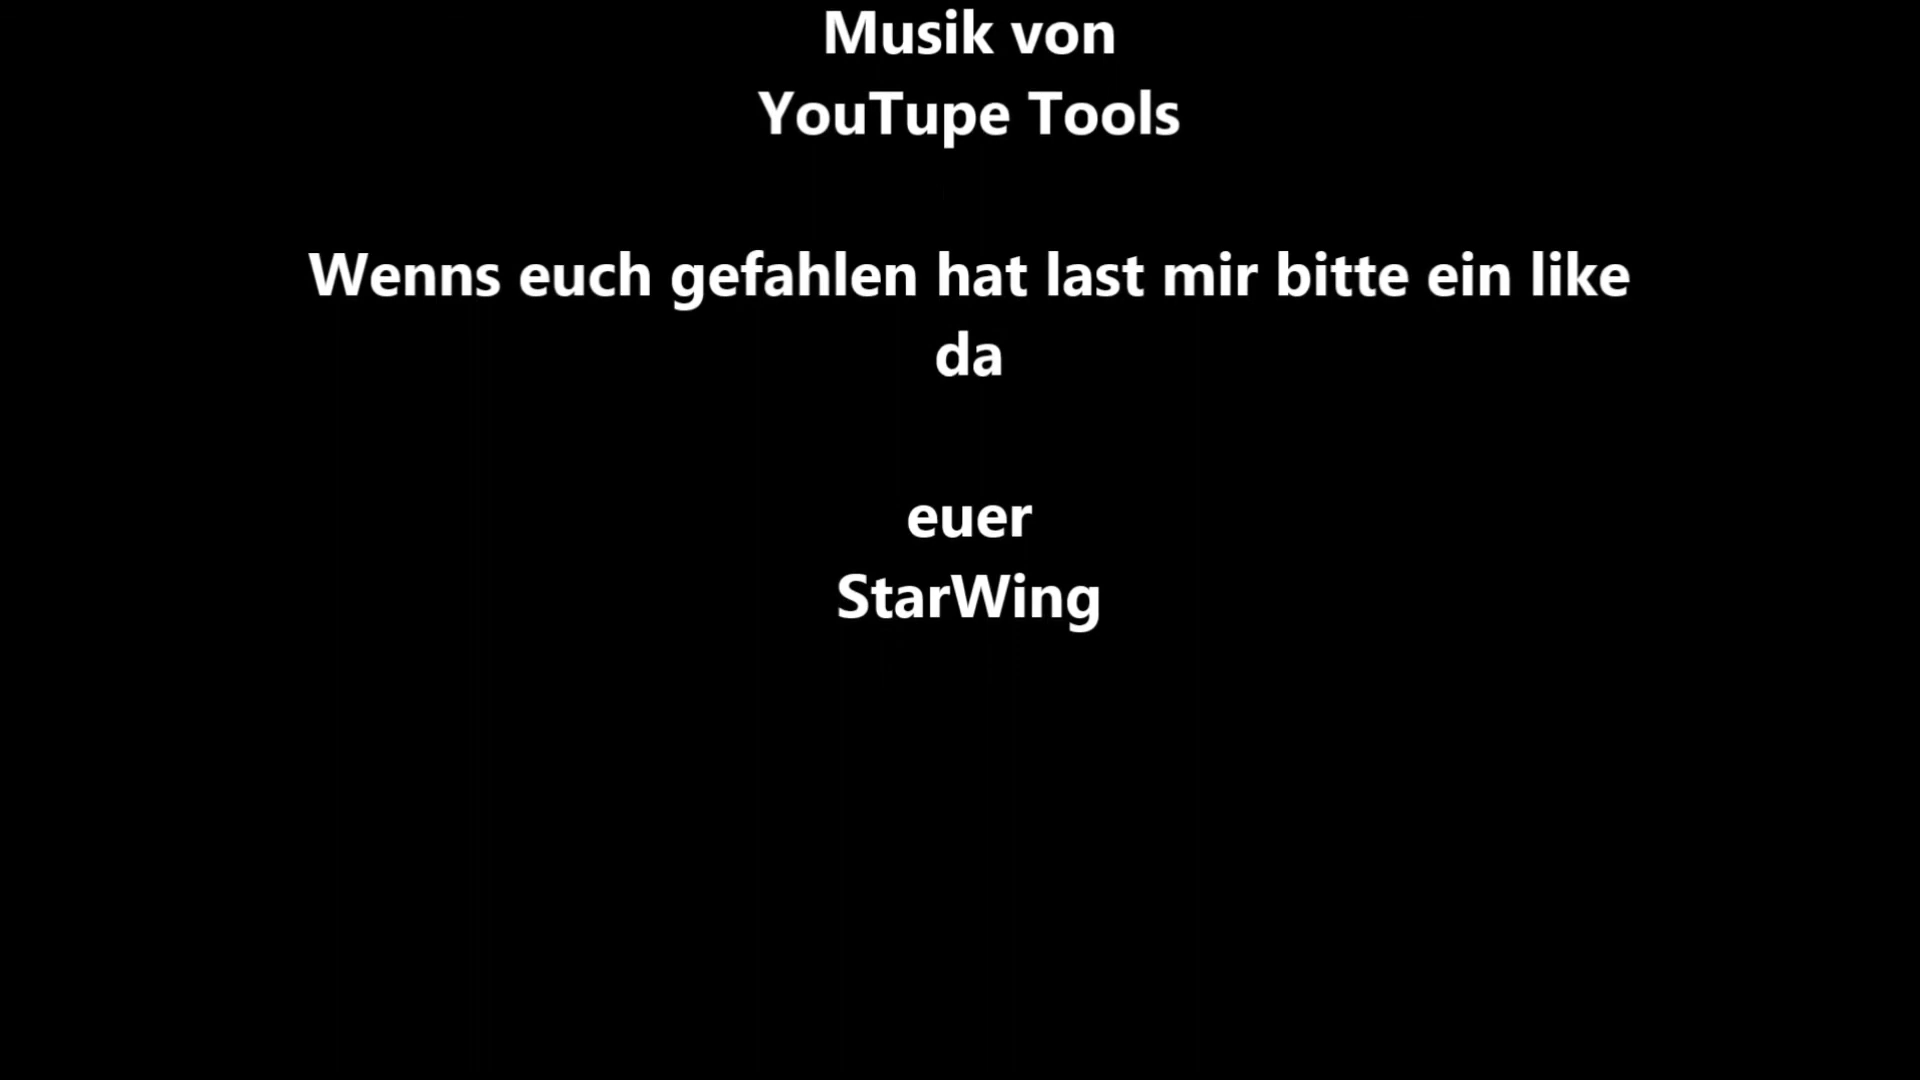 Musik von
YouTupe Tools
Wenns euch gefahlen hat last mir bitte ein like
da
euer
StarWing